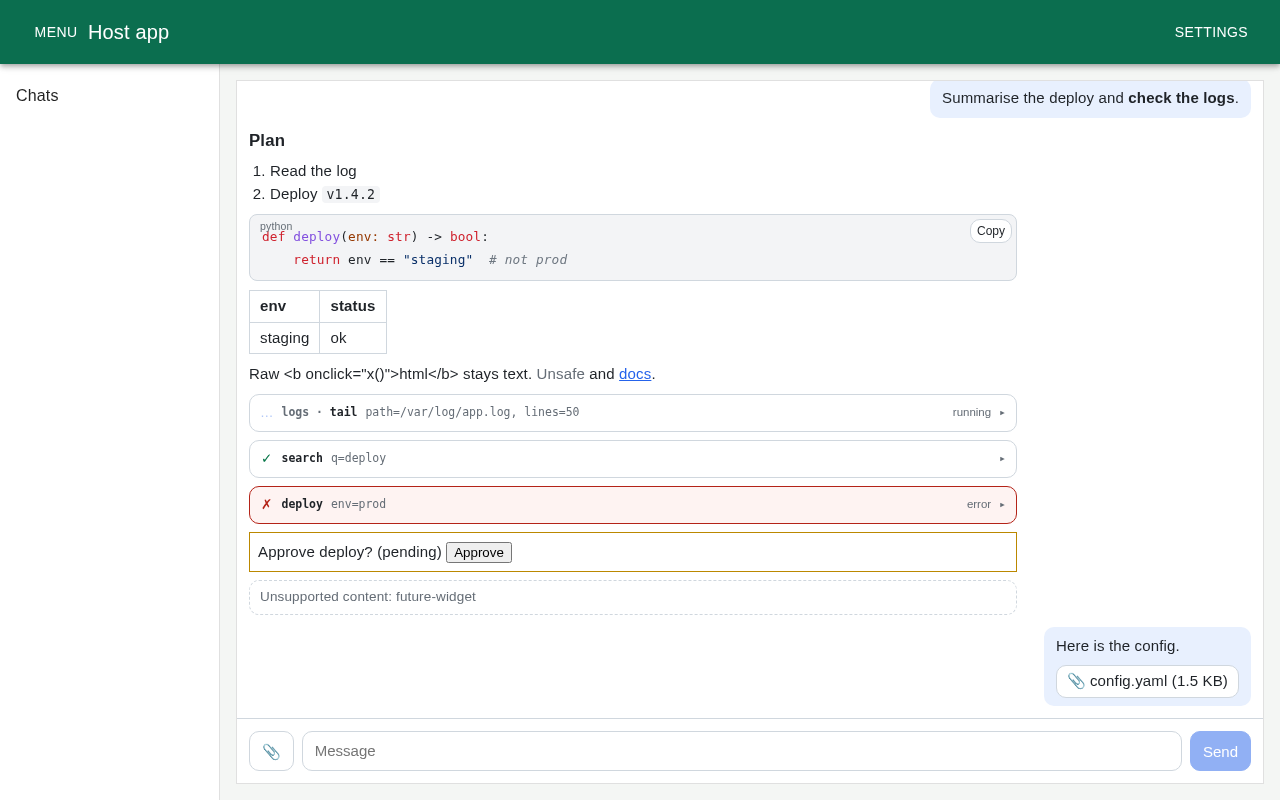 MENU Host app SETTINGS
Chats
Summarise the deploy and check the logs.
Plan
1. Read the log
2. Deploy v1.4.2
python
Copy
def deploy(env: str) -> bool:
    return env == "staging"  # not prod
env status
staging ok
Raw <b onclick="x()">html</b> stays text. Unsafe and docs.
… logs · tail path=/var/log/app.log, lines=50 running ▸
✓ search q=deploy ▸
✗ deploy env=prod error ▸
Approve deploy? (pending) Approve
Unsupported content: future-widget
Here is the config.
📎 config.yaml (1.5 KB)
📎 Message Send